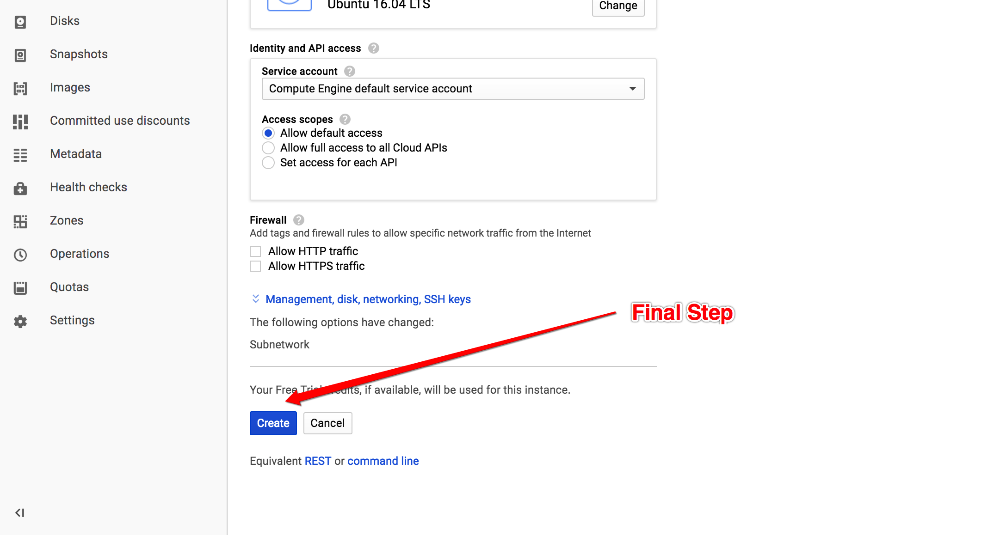 Disks
Snapshots
Images
Committed use discounts
Metadata
Health checks
Zones
Operations
Quotas
Settings
Ubuntu 16.04 LTS
Change
Identity and API access ?
Service account ?
Compute Engine default service account
Access scopes ?
Allow default access
Allow full access to all Cloud APIs
Set access for each API
Firewall ?
Add tags and firewall rules to allow specific network traffic from the Internet
Allow HTTP traffic
Allow HTTPS traffic
Management, disk, networking, SSH keys
Final Step
The following options have changed:
Subnetwork
Your Free Trial credits, if available, will be used for this instance.
Create
Cancel
Equivalent REST or command line